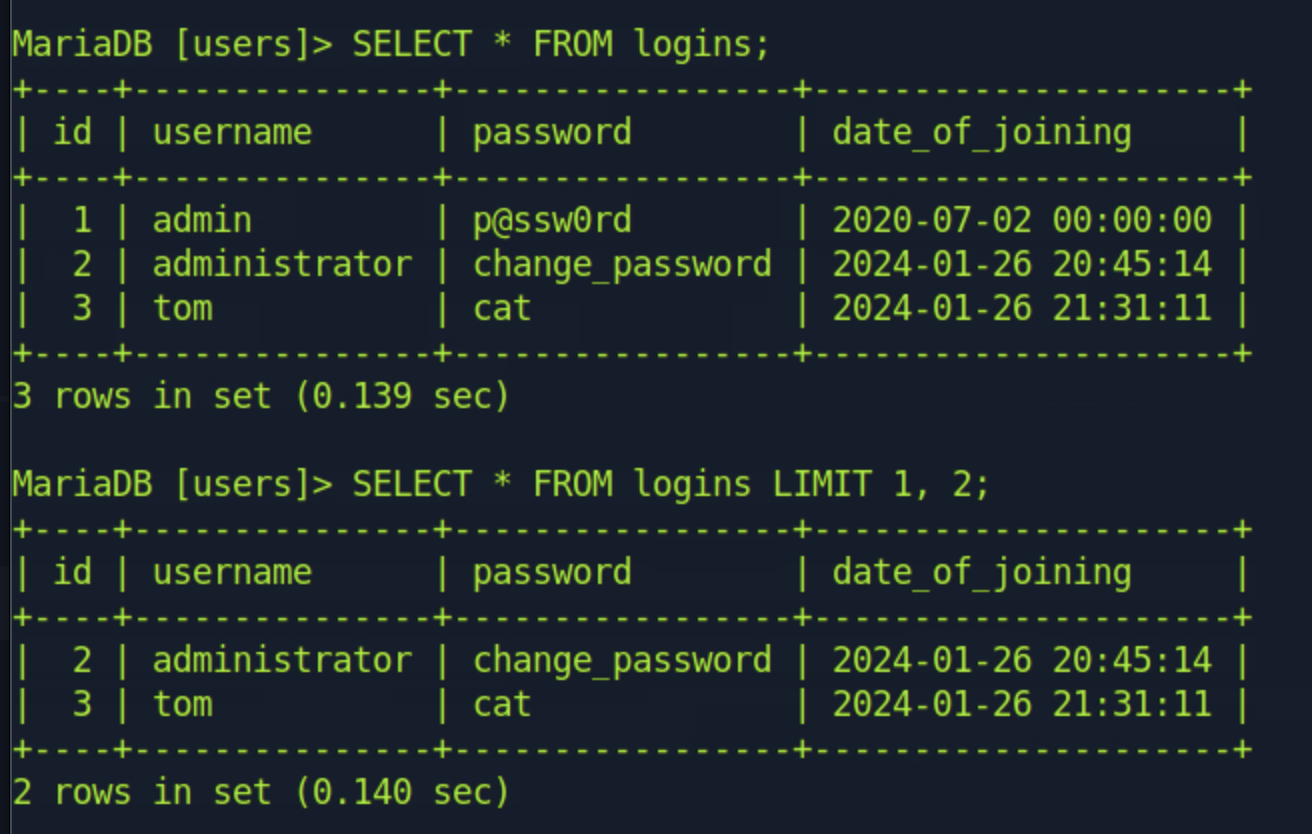 MariaDB [users]> SELECT * FROM logins;
+----+---------------+-----------------+---------------------+
| id | username      | password        | date_of_joining     |
+----+---------------+-----------------+---------------------+
|  1 | admin         | p@ssw0rd        | 2020-07-02 00:00:00 |
|  2 | administrator | change_password | 2024-01-26 20:45:14 |
|  3 | tom           | cat             | 2024-01-26 21:31:11 |
+----+---------------+-----------------+---------------------+
3 rows in set (0.139 sec)

MariaDB [users]> SELECT * FROM logins LIMIT 1, 2;
+----+---------------+-----------------+---------------------+
| id | username      | password        | date_of_joining     |
+----+---------------+-----------------+---------------------+
|  2 | administrator | change_password | 2024-01-26 20:45:14 |
|  3 | tom           | cat             | 2024-01-26 21:31:11 |
+----+---------------+-----------------+---------------------+
2 rows in set (0.140 sec)